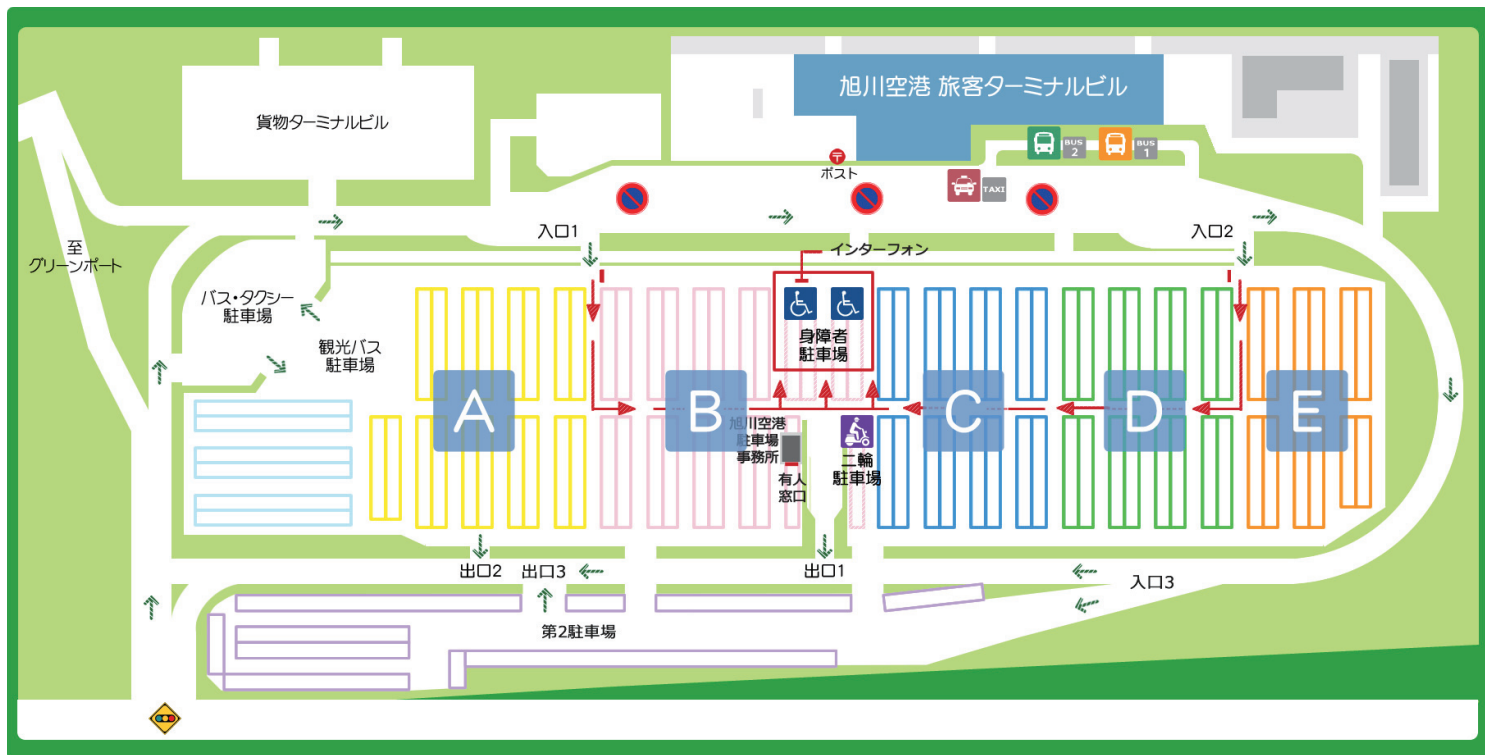 旭川空港 旅客ターミナルビル
貨物ターミナルビル
BUS
2
BUS
1
ポスト
TAXI
入口1
入口2
至
グリーンポート
インターフォン
バス・タクシー
駐車場
観光バス
駐車場
身障者
駐車場
A
B
C
D
E
旭川空港
駐車場
事務所
有人
窓口
二輪
駐車場
出口2
出口3
出口1
入口3
第2駐車場